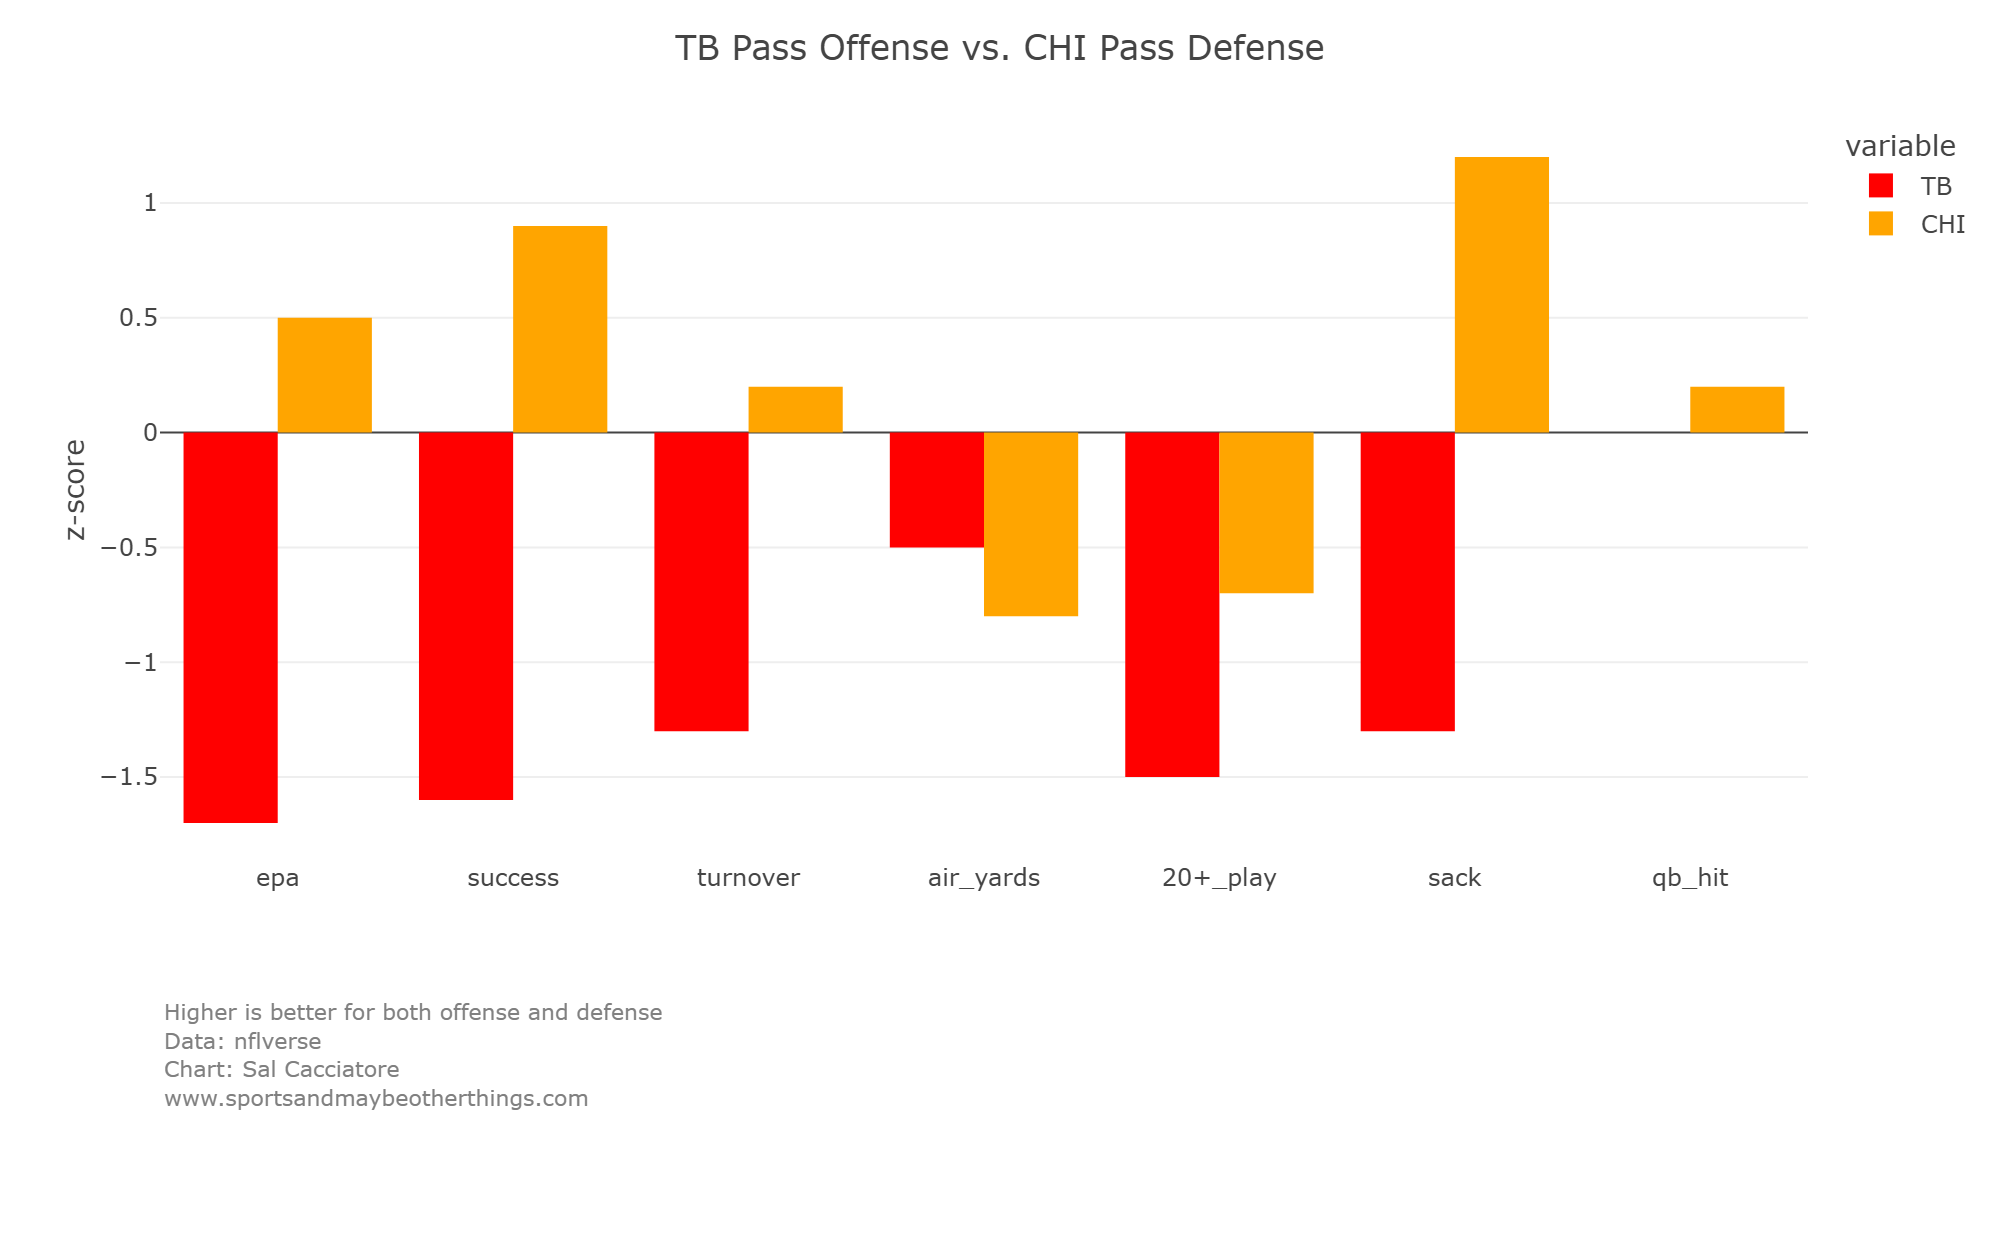 TB Pass Offense vs. CHI Pass Defense
variable
TB
CHI
1
0.5
0
−0.5
−1
−1.5
z-score
epa success turnover air_yards 20+_play sack qb_hit
Higher is better for both offense and defense
Data: nflverse
Chart: Sal Cacciatore
www.sportsandmaybeotherthings.com